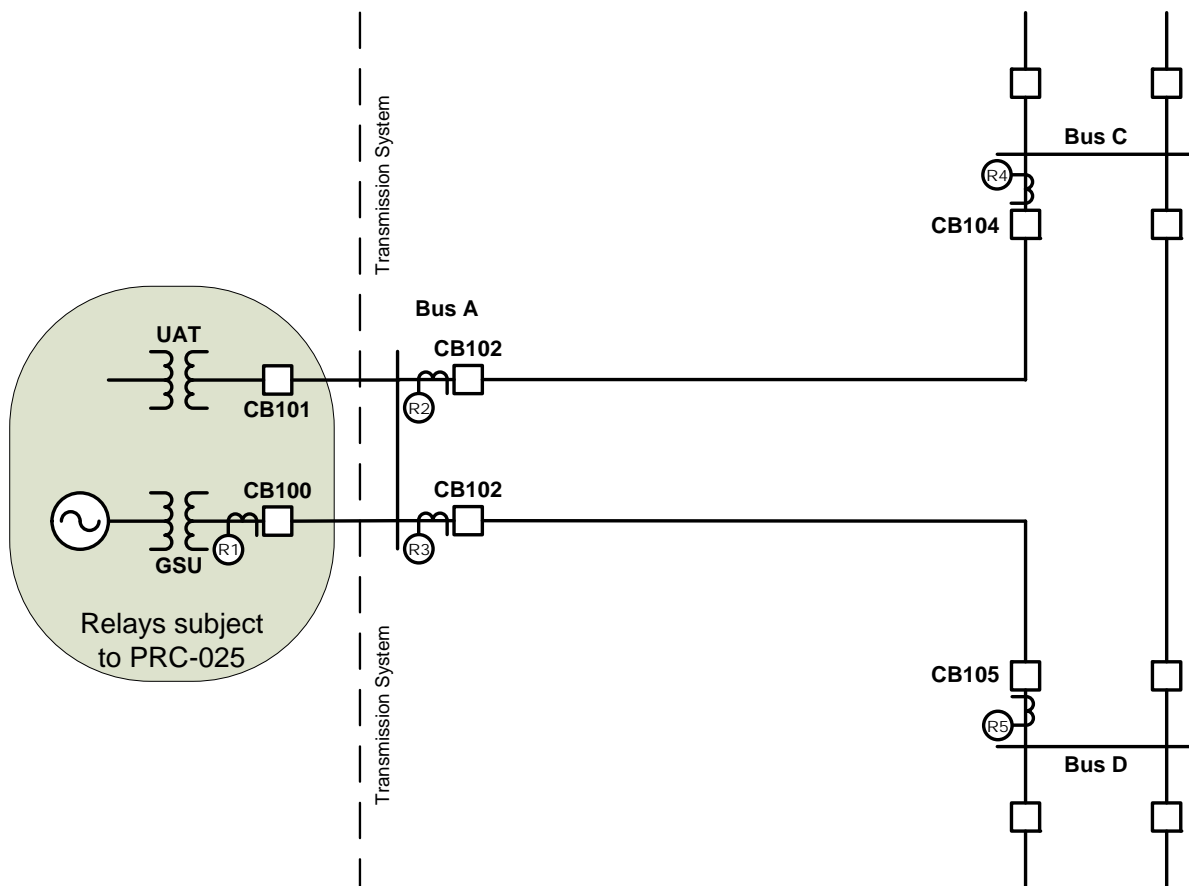 Bus C
R4
CB104
Transmission System
Bus A
UAT
CB102
CB101
R2
CB100
CB102
R1
R3
GSU
Relays subject
to PRC-025
Transmission System
CB105
R5
Bus D